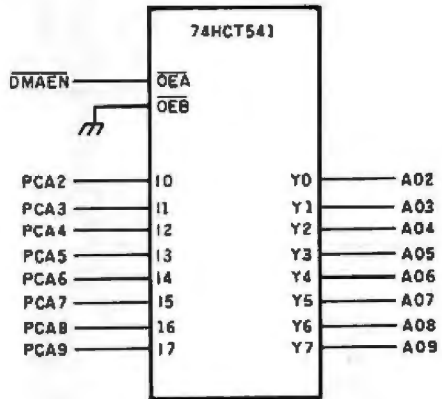 74HCT541
DMAEN OEA
OEB
PCA2 I0 Y0 A02
PCA3 I1 Y1 A03
PCA4 I2 Y2 A04
PCA5 I3 Y3 A05
PCA6 I4 Y4 A06
PCA7 I5 Y5 A07
PCA8 I6 Y6 A08
PCA9 I7 Y7 A09